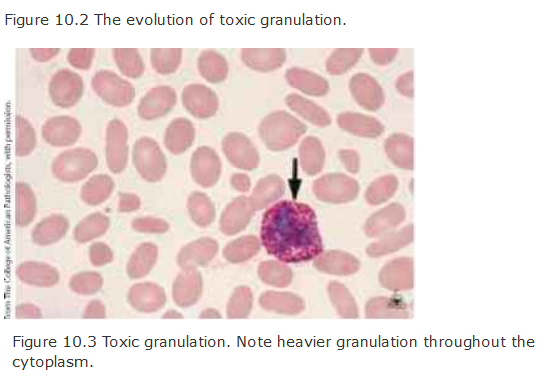 Figure 10.2 The evolution of toxic granulation.
From The College of American Pathologists, with permission.
Figure 10.3 Toxic granulation. Note heavier granulation throughout the
cytoplasm.